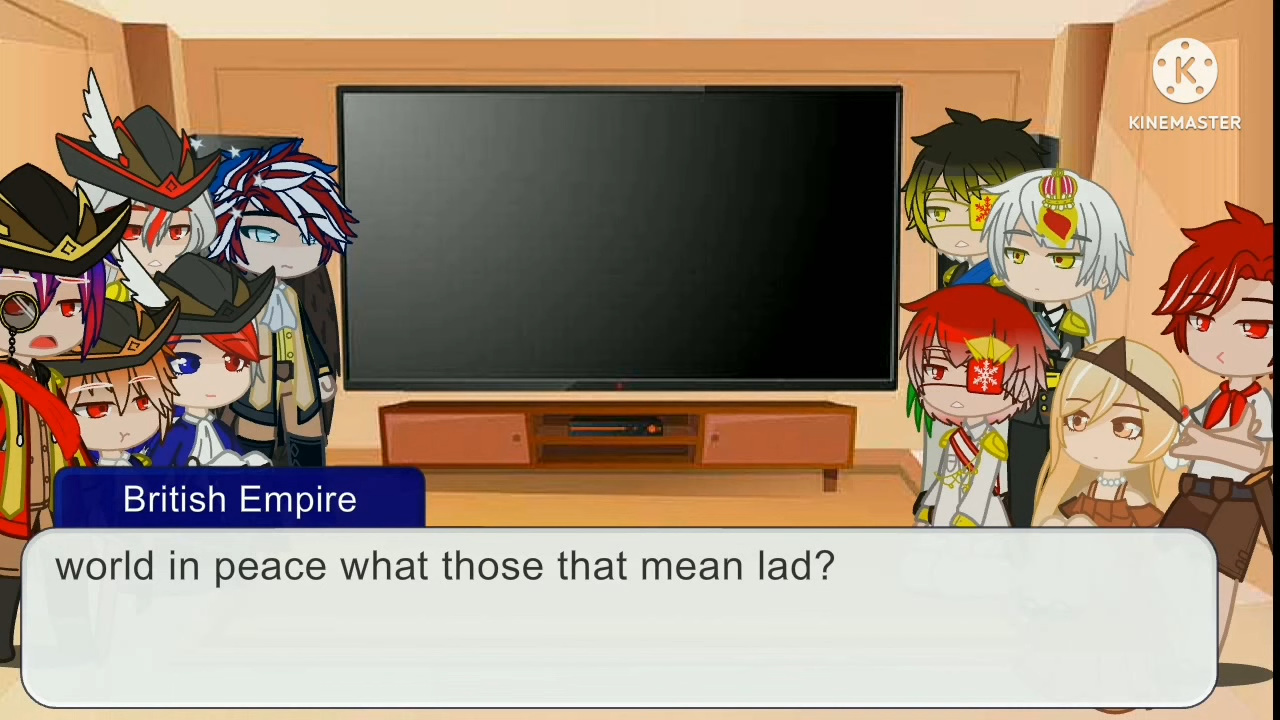 K
KINEMASTER
British Empire
world in peace what those that mean lad?